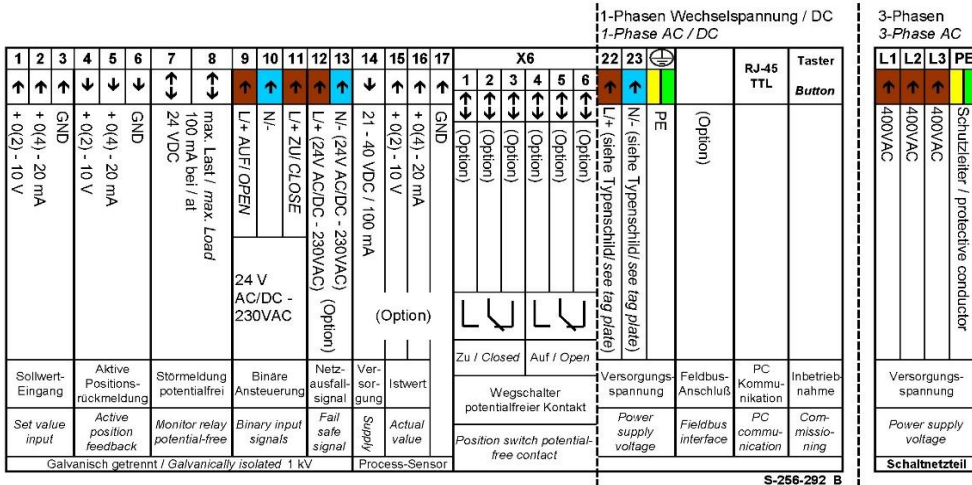 1-Phasen Wechselspannung / DC
1-Phase AC / DC
3-Phasen
3-Phase AC
1 2 3 4 5 6 7 8 9 10 11 12 13 14 15 16 17 X6 22 23 RJ-45 TTL Taster Button
1 2 3 4 5 6
L1 L2 L3 PE
+ 0(2) - 10 V
+ 0(4) - 20 mA
GND
+ 0(2) - 10 V
+ 0(4) - 20 mA
GND
24 VDC
100 mA bei / at
max. Last / max. Load
L/+ AUF/ OPEN
N/-
L/+ ZU/ CLOSE
24 V
AC/DC -
230VAC
L/+ (24V AC/DC - 230VAC)
N/- (24V AC/DC - 230VAC)
(Option)
21 - 40 VDC / 100 mA
+ 0(2) - 10 V
+ 0(4) - 20 mA
GND
(Option)
(Option)
(Option)
(Option)
(Option)
(Option)
(Option)
Zu / Closed
Auf / Open
L/+ (siehe Typenschild/ see tag plate)
N/- (siehe Typenschild/ see tag plate)
PE
(Option)
400VAC
400VAC
400VAC
Schutzleiter / protective conductor
Sollwert-
Eingang
Set value
input
Aktive
Positions-
rückmeldung
Active
position
feedback
Störmeldung
potentialfrei
Monitor relay
potential-free
Binäre
Ansteuerung
Binary input
signals
Netz-
ausfall-
signal
Fail
safe
signal
Ver-
sor-
gung
Supply
Istwert
Actual
value
Wegschalter
potentialfreier Kontakt
Position switch potential-
free contact
Versorgungs-
spannung
Power
supply
voltage
Feldbus-
Anschluß
Fieldbus
interface
PC
Kommu-
nikation
PC
commu-
nication
Inbetrieb-
nahme
Com-
missio-
ning
Versorgungs-
spannung
Power supply
voltage
Galvanisch getrennt / Galvanically isolated 1 kV
Process-Sensor
Schaltnetzteil
S-256-292 B